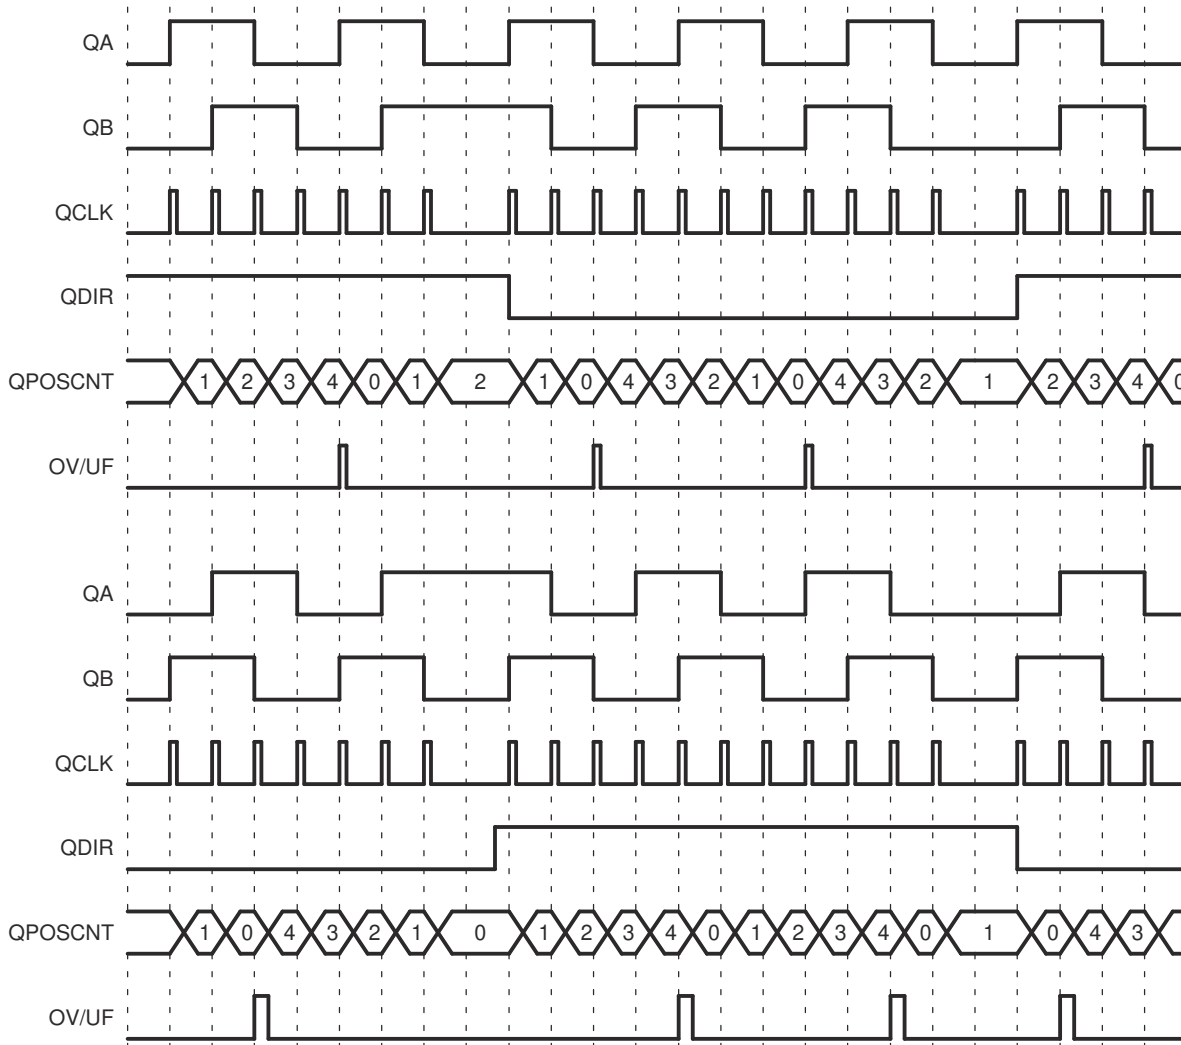 QA
QB
QCLK
QDIR
QPOSCNT 1 2 3 4 0 1 2 1 0 4 3 2 1 0 4 3 2 1 2 3 4 0
OV/UF
QA
QB
QCLK
QDIR
QPOSCNT 1 0 4 3 2 1 0 1 2 3 4 0 1 2 3 4 0 1 0 4 3
OV/UF